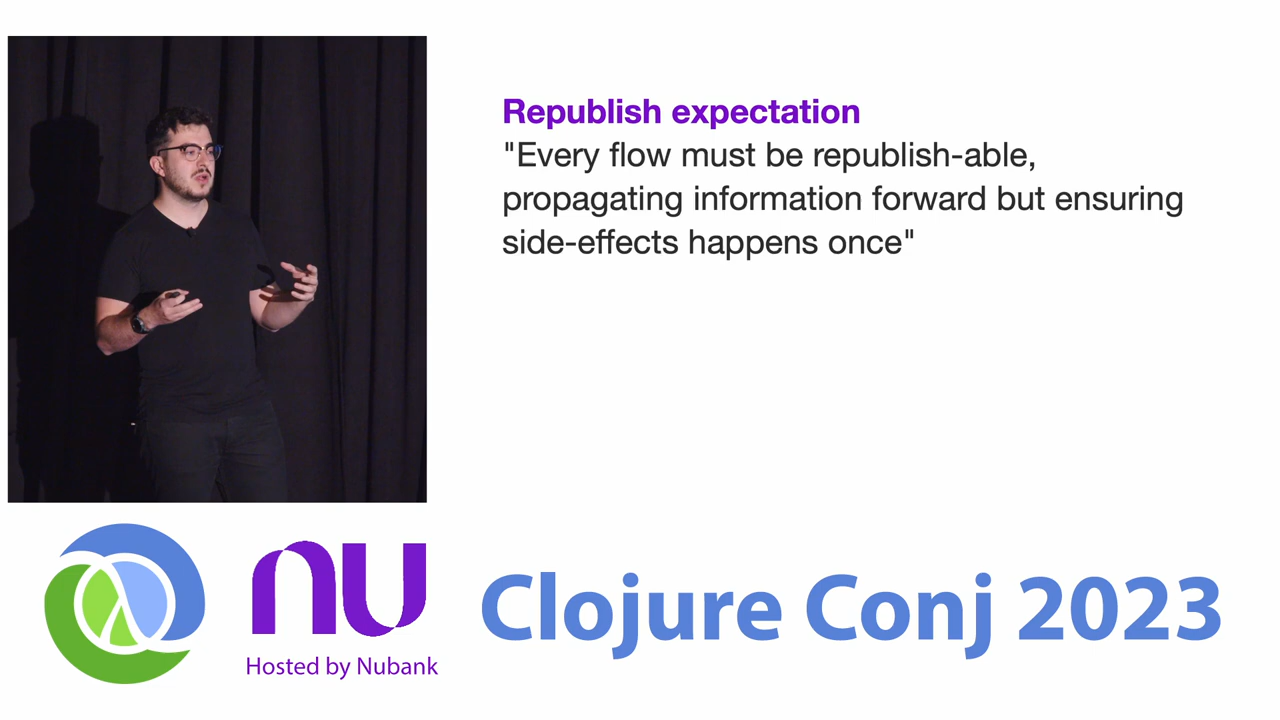 Republish expectation
"Every flow must be republish-able,
propagating information forward but ensuring
side-effects happens once"
nu
Hosted by Nubank
Clojure Conj 2023